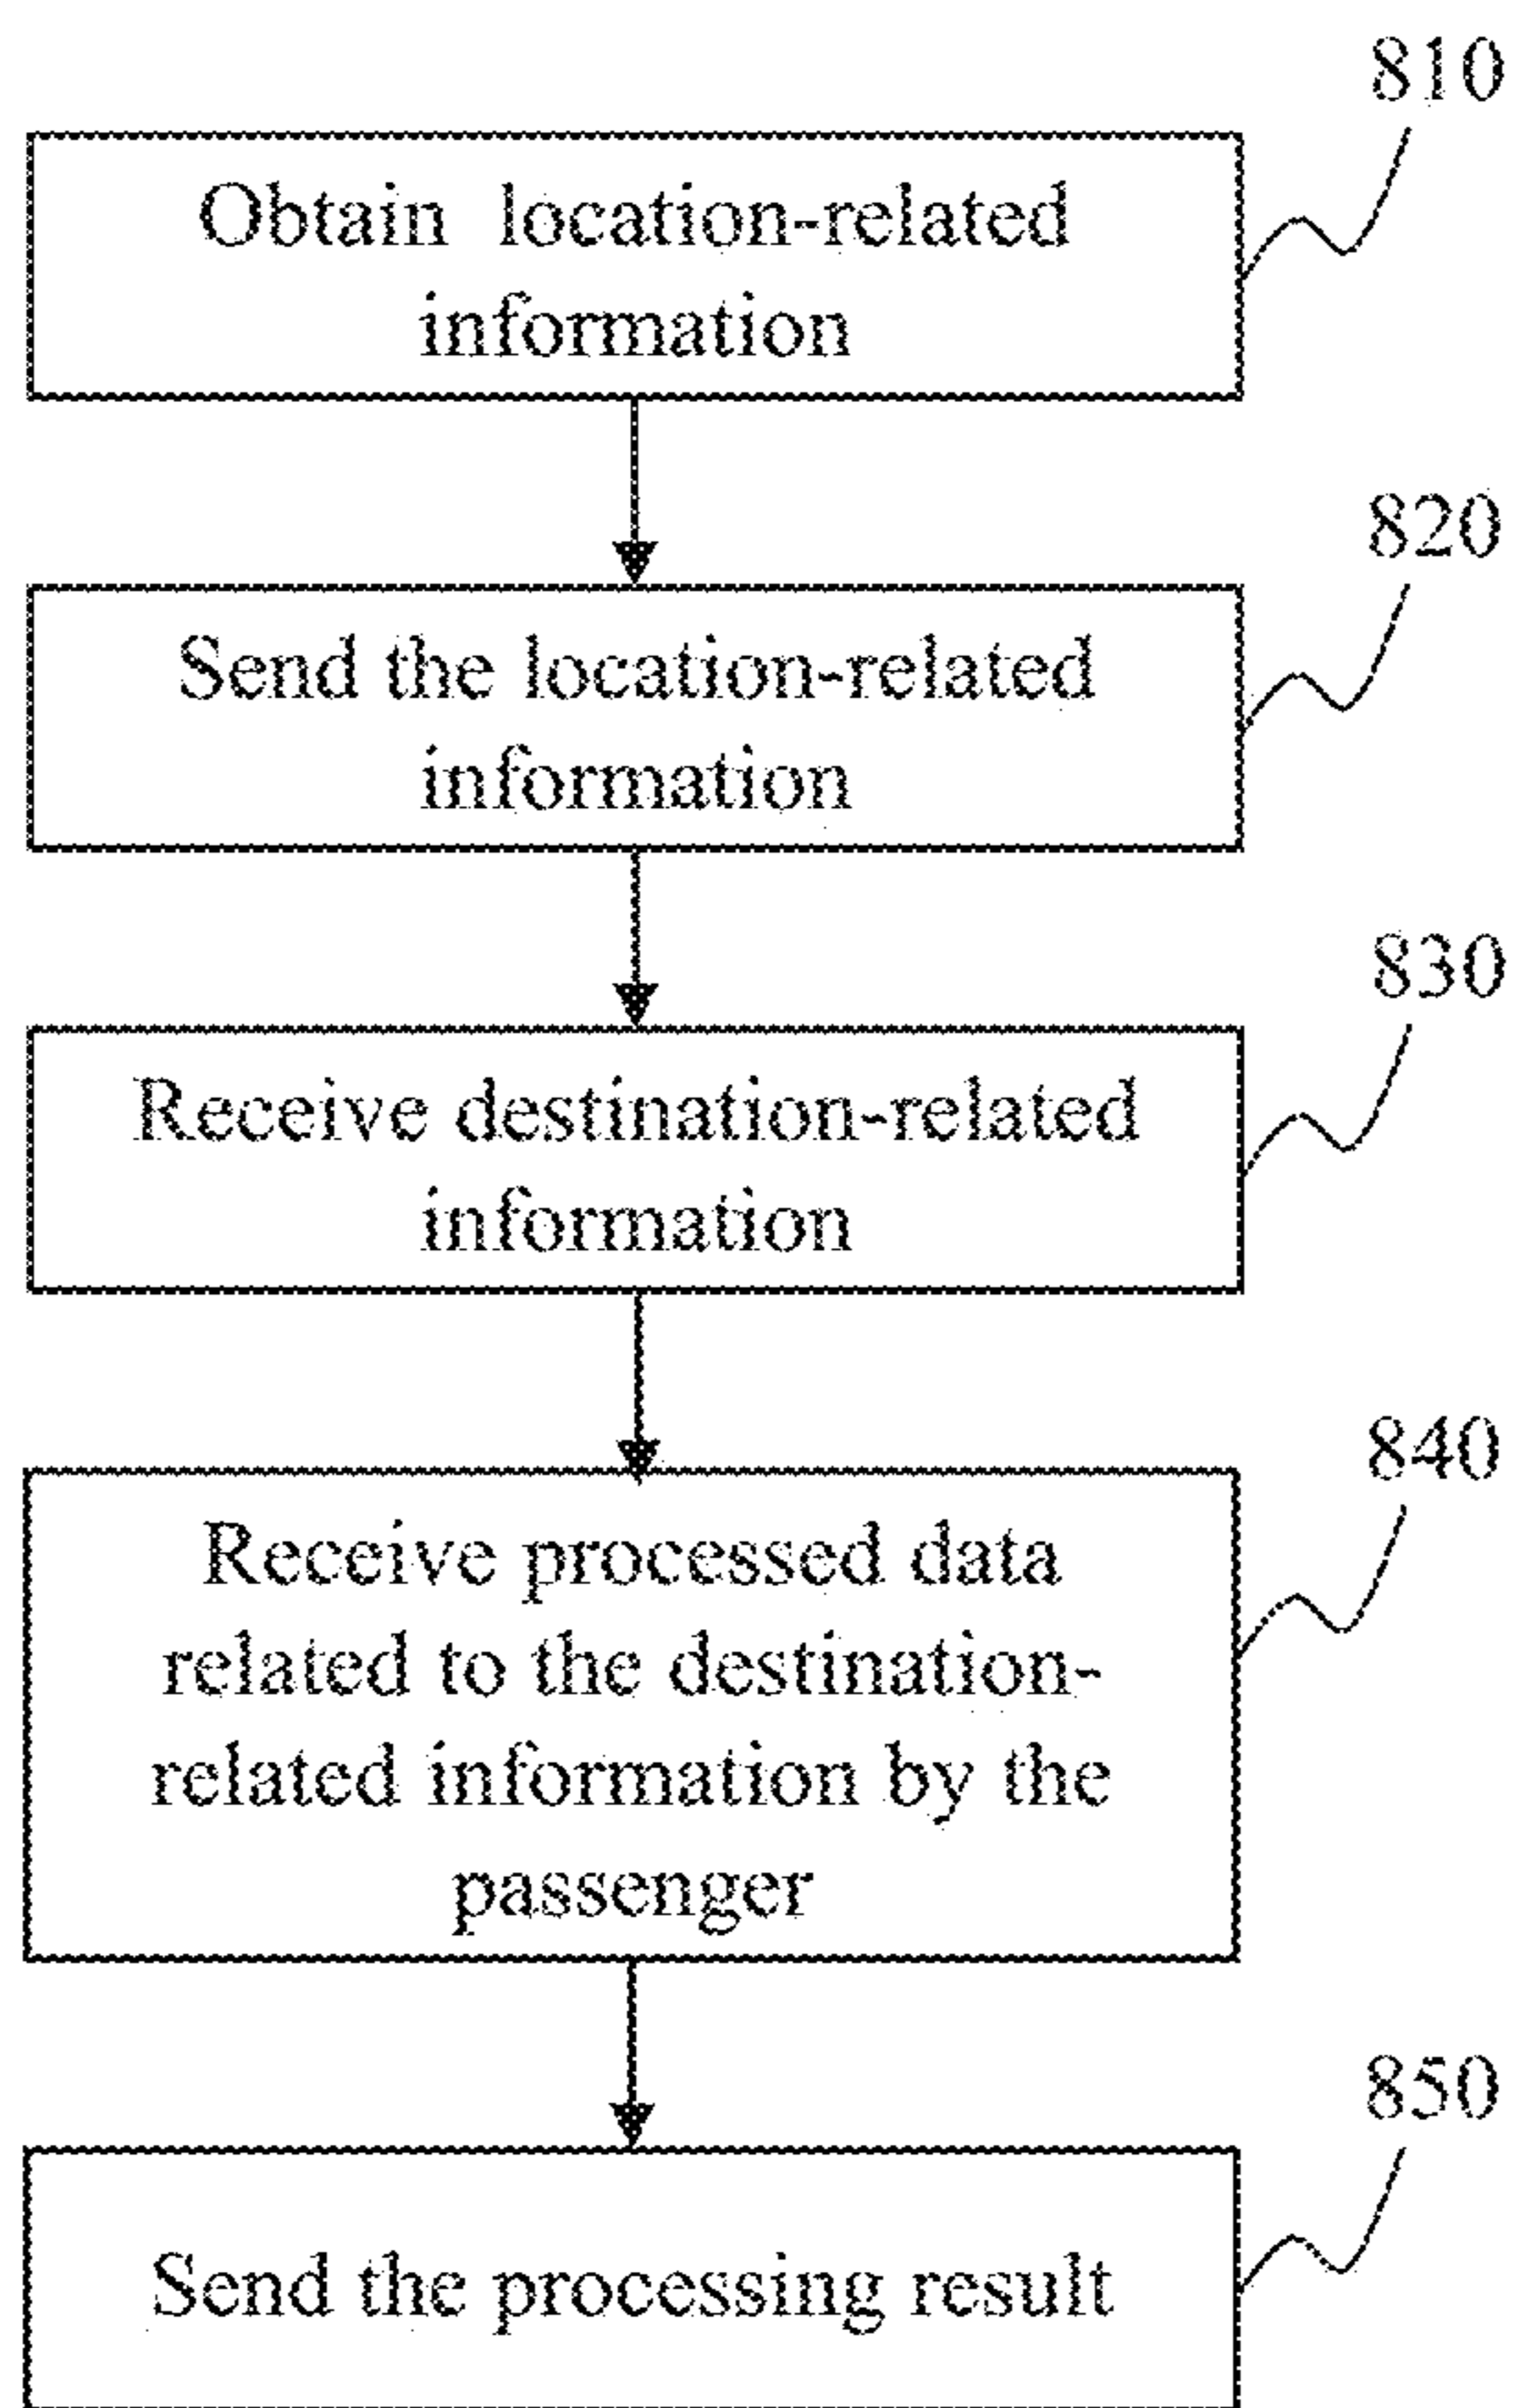 810
Obtain location-related
information
820
Send the location-related
information
830
Receive destination-related
information
840
Receive processed data
related to the destination-
related information by the
passenger
850
Send the processing result